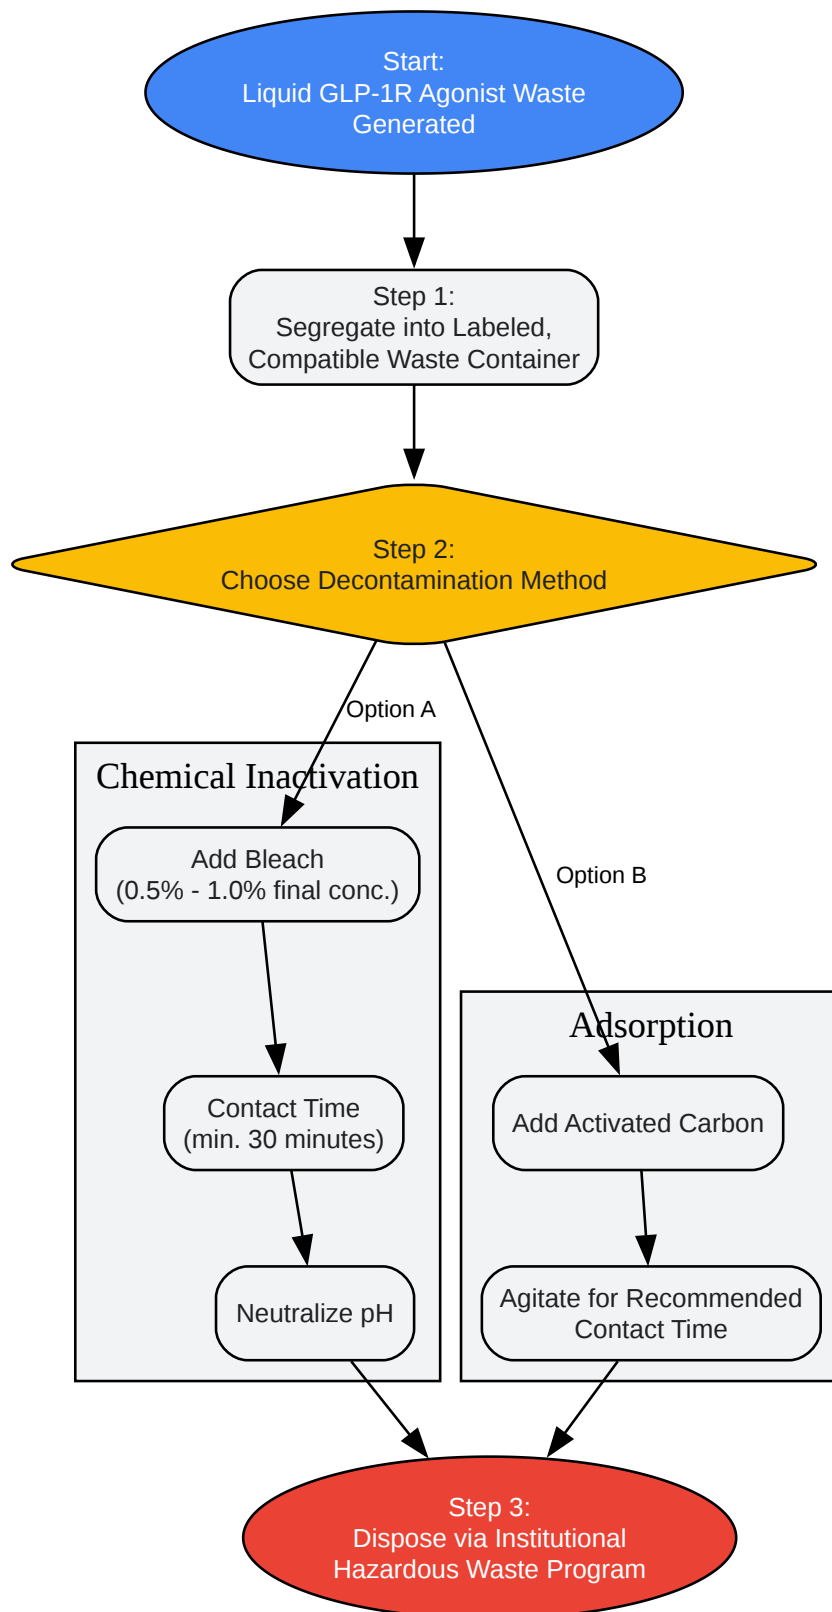 Start:
Liquid GLP-1R Agonist Waste
Generated
Step 1:
Segregate into Labeled,
Compatible Waste Container
Step 2:
Choose Decontamination Method
Option A
Chemical Inactivation
Add Bleach
(0.5% - 1.0% final conc.)
Contact Time
(min. 30 minutes)
Neutralize pH
Option B
Adsorption
Add Activated Carbon
Agitate for Recommended
Contact Time
Step 3:
Dispose via Institutional
Hazardous Waste Program